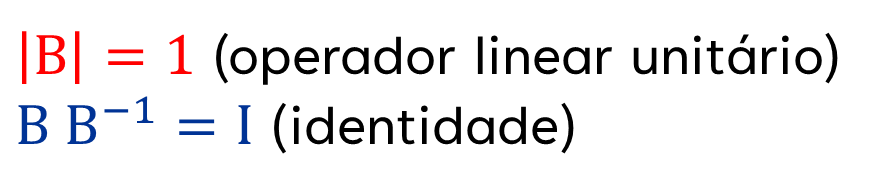 |B| = 1 (operador linear unitário)
B B⁻¹ = I (identidade)